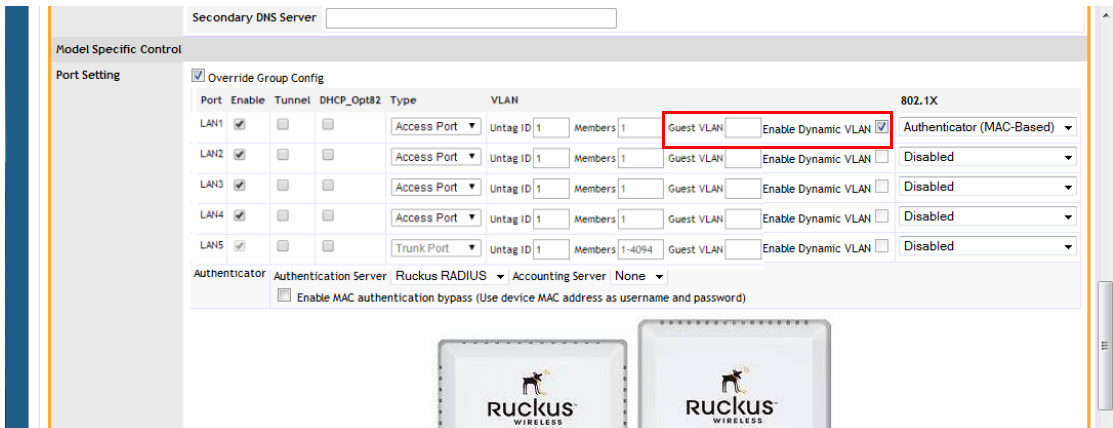 Secondary DNS Server
Model Specific Control
Port Setting
Override Group Config
Port Enable Tunnel DHCP_Opt82 Type VLAN 802.1X
LAN1 Access Port Untag ID 1 Members 1 Guest VLAN Enable Dynamic VLAN Authenticator (MAC-Based)
LAN2 Access Port Untag ID 1 Members 1 Guest VLAN Enable Dynamic VLAN Disabled
LAN3 Access Port Untag ID 1 Members 1 Guest VLAN Enable Dynamic VLAN Disabled
LAN4 Access Port Untag ID 1 Members 1 Guest VLAN Enable Dynamic VLAN Disabled
LAN5 Trunk Port Untag ID 1 Members 1-4094 Guest VLAN Enable Dynamic VLAN Disabled
Authenticator Authentication Server Ruckus RADIUS Accounting Server None
Enable MAC authentication bypass (Use device MAC address as username and password)
RUCKUS
WIRELESS
RUCKUS
WIRELESS